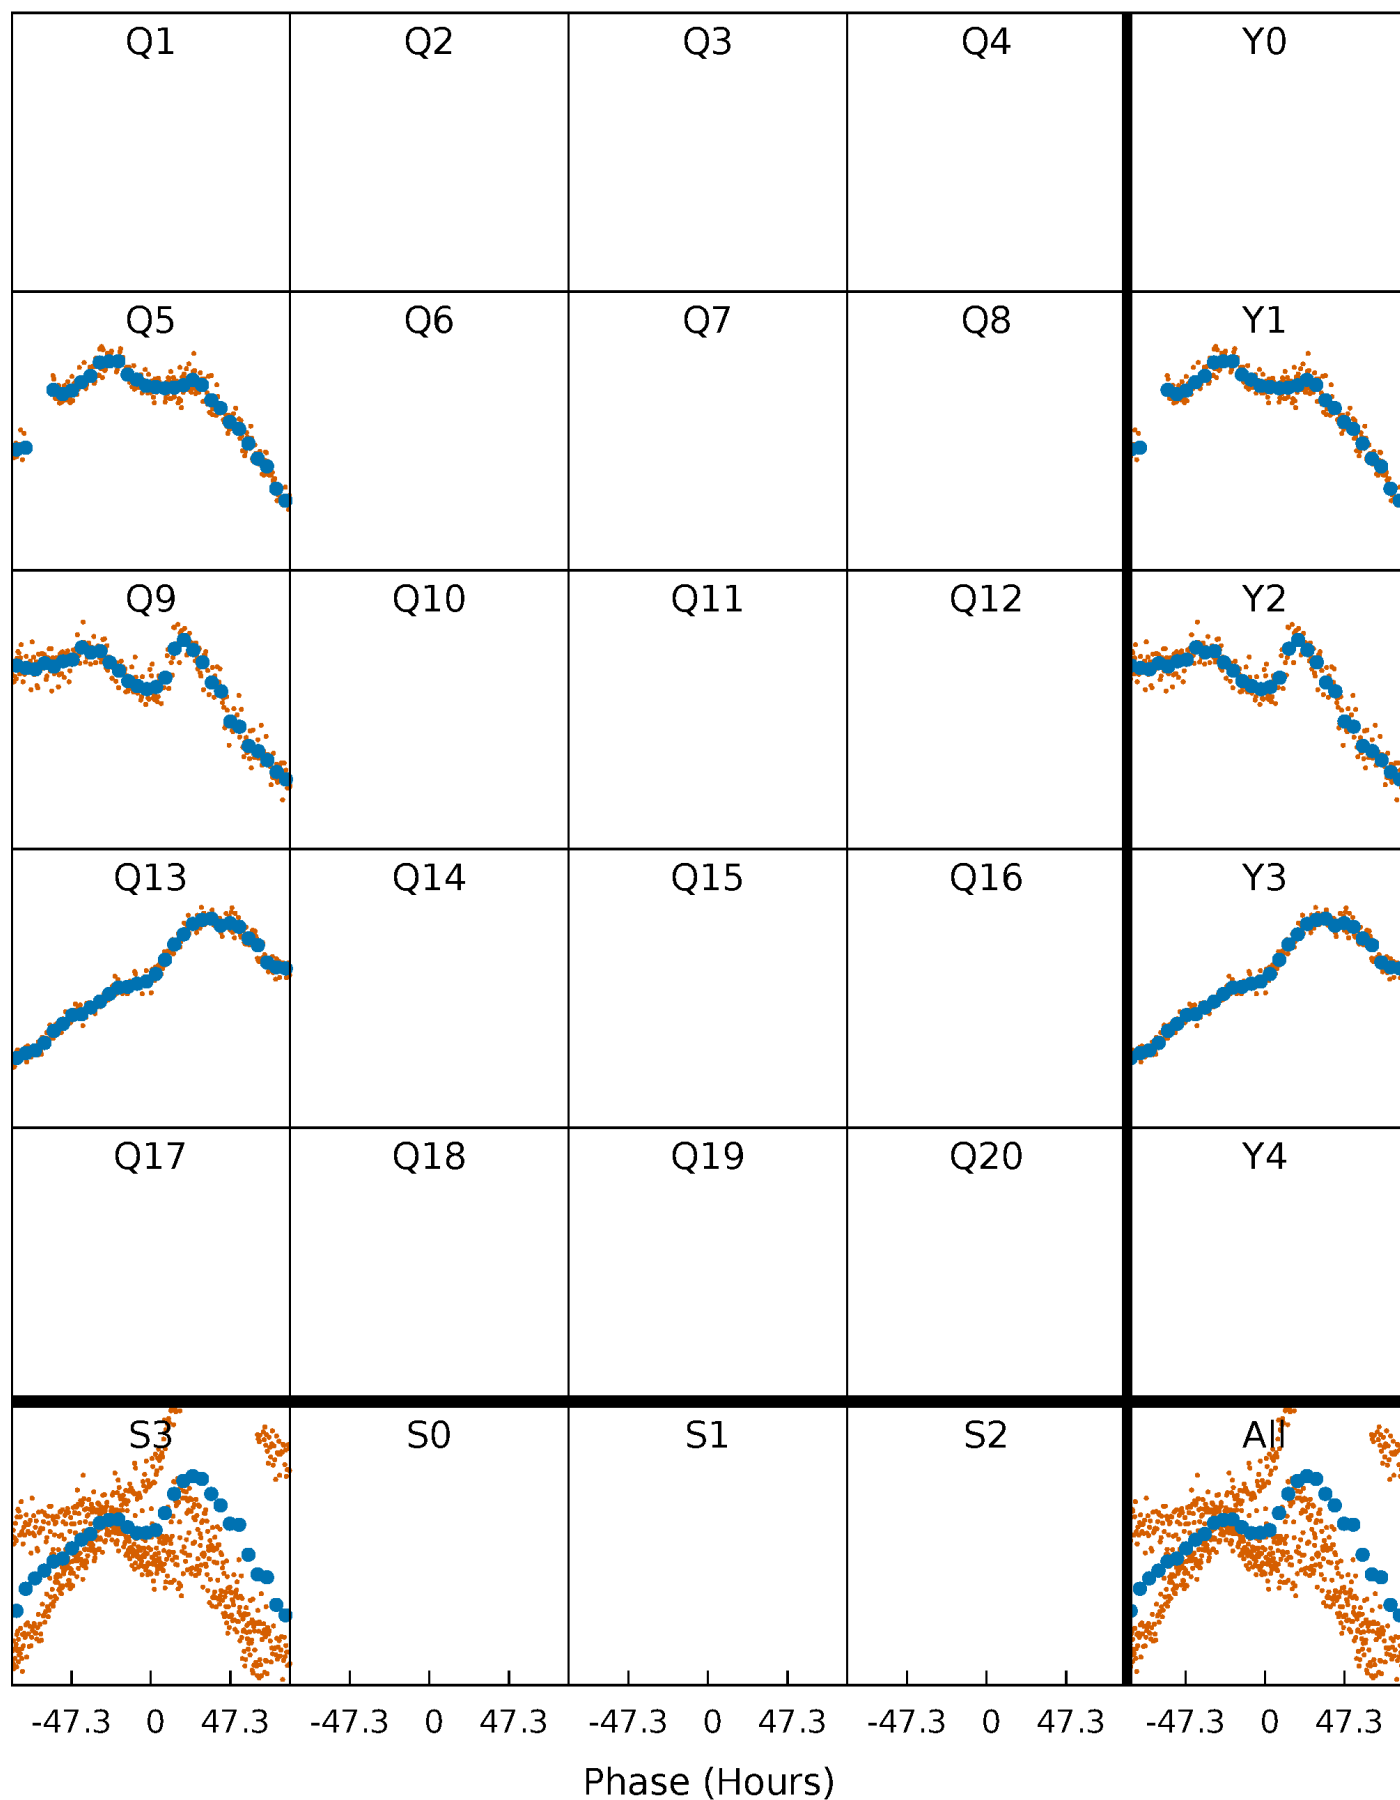 Q1 Q2 Q3 Q4 Y0
Q5 Q6 Q7 Q8 Y1
Q9 Q10 Q11 Q12 Y2
Q13 Q14 Q15 Q16 Y3
Q17 Q18 Q19 Q20 Y4
S3 S0 S1 S2 All
-47.3 0 47.3 -47.3 0 47.3 -47.3 0 47.3 -47.3 0 47.3 -47.3 0 47.3
Phase (Hours)